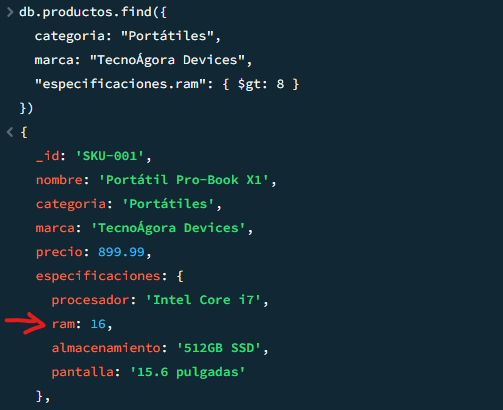 > db.productos.find({
categoria: "Portátiles",
marca: "TecnoÁgora Devices",
"especificaciones.ram": { $gt: 8 }
})
< {
_id: 'SKU-001',
nombre: 'Portátil Pro-Book X1',
categoria: 'Portátiles',
marca: 'TecnoÁgora Devices',
precio: 899.99,
especificaciones: {
procesador: 'Intel Core i7',
ram: 16,
almacenamiento: '512GB SSD',
pantalla: '15.6 pulgadas'
},